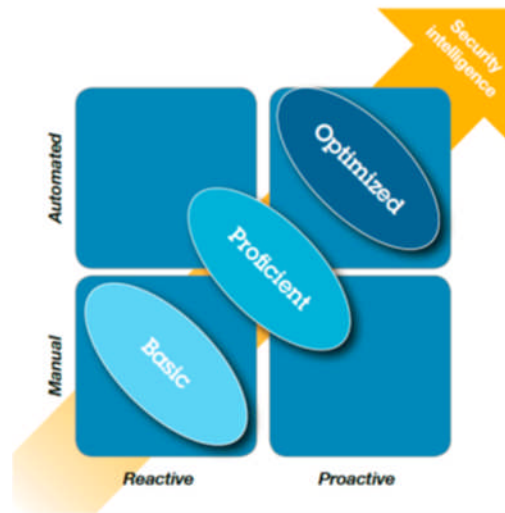 Security
intelligence
Automated
Optimized
Proficient
Manual
Basic
Reactive
Proactive